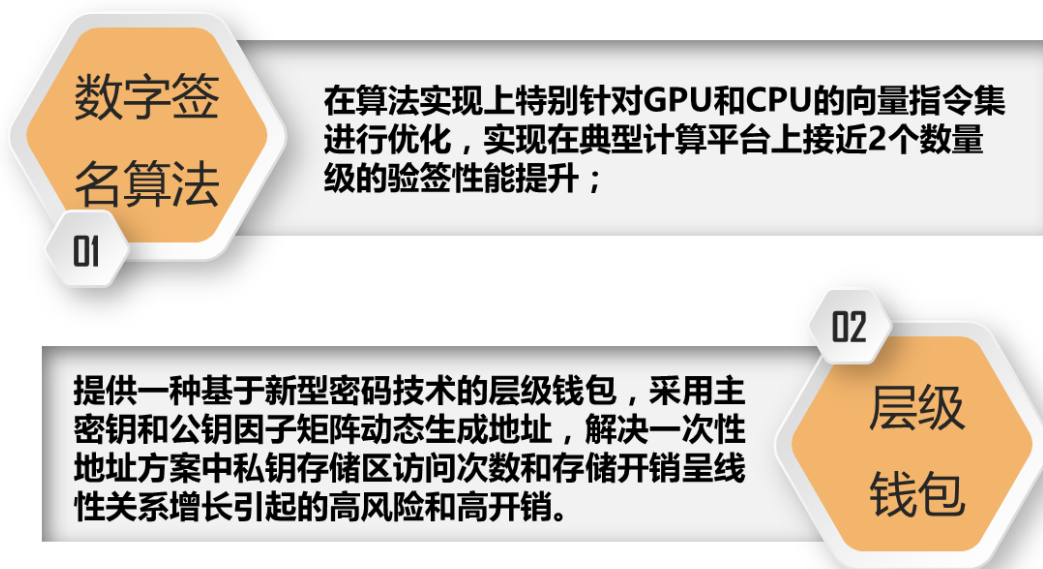 数字签
名算法
01
在算法实现上特别针对GPU和CPU的向量指令集
进行优化，实现在典型计算平台上接近2个数量
级的验签性能提升；
02
层级
钱包
提供一种基于新型密码技术的层级钱包，采用主
密钥和公钥因子矩阵动态生成地址，解决一次性
地址方案中私钥存储区访问次数和存储开销呈线
性关系增长引起的高风险和高开销。